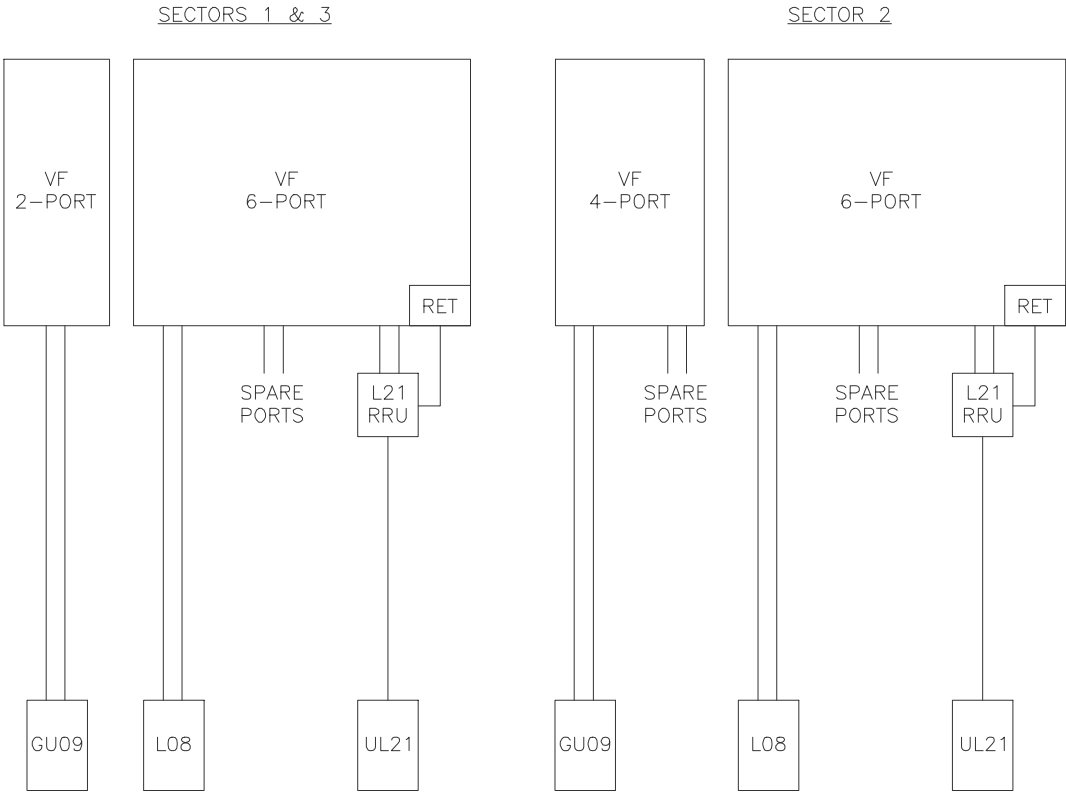 SECTORS 1 & 3
VF
2-PORT
VF
6-PORT
RET
SPARE
PORTS
L21
RRU
GU09
L08
UL21
SECTOR 2
VF
4-PORT
VF
6-PORT
RET
SPARE
PORTS
SPARE
PORTS
L21
RRU
GU09
L08
UL21